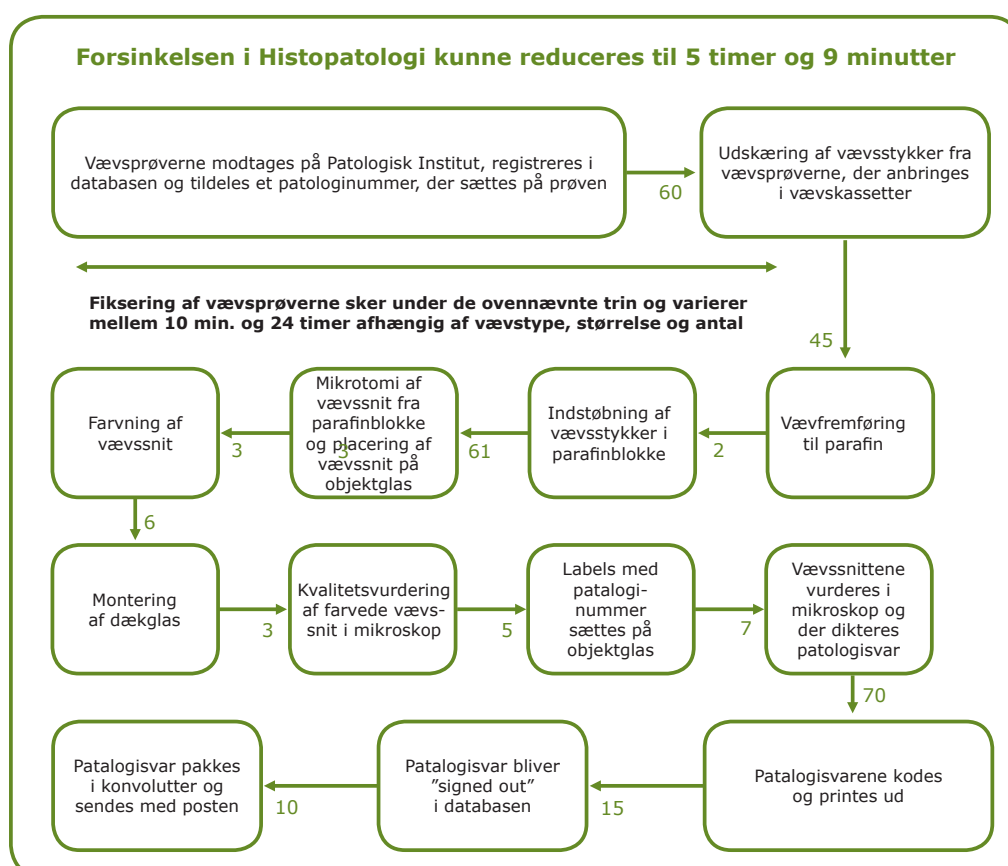 Forsinkelsen i Histopatologi kunne reduceres til 5 timer og 9 minutter
Vævsprøverne modtages på Patologisk Institut, registreres i
databasen og tildeles et patologinummer, der sættes på prøven
60
Udskæring af vævsstykker fra
vævsprøverne, der anbringes
i vævskassetter
Fiksering af vævsprøverne sker under de ovennævnte trin og varierer
mellem 10 min. og 24 timer afhængig af vævstype, størrelse og antal
45
Vævfremføring
til parafin
2
Indstøbning af
vævsstykker i
parafinblokke
61
Mikrotomi af
vævssnit fra
parafinblokke
og placering af
vævssnit på
objektglas
3
3
Farvning af
vævssnit
6
Montering
af dækglas
3
Kvalitetsvurdering
af farvede vævs-
snit i mikroskop
5
Labels med
patalogi-
nummer
sættes på
objektglas
7
Vævssnittene
vurderes i
mikroskop og
der dikteres
patologisvar
70
Patalogisvarene kodes
og printes ud
15
Patalogisvar bliver
”signed out”
i databasen
10
Patalogisvar pakkes
i konvolutter og
sendes med posten